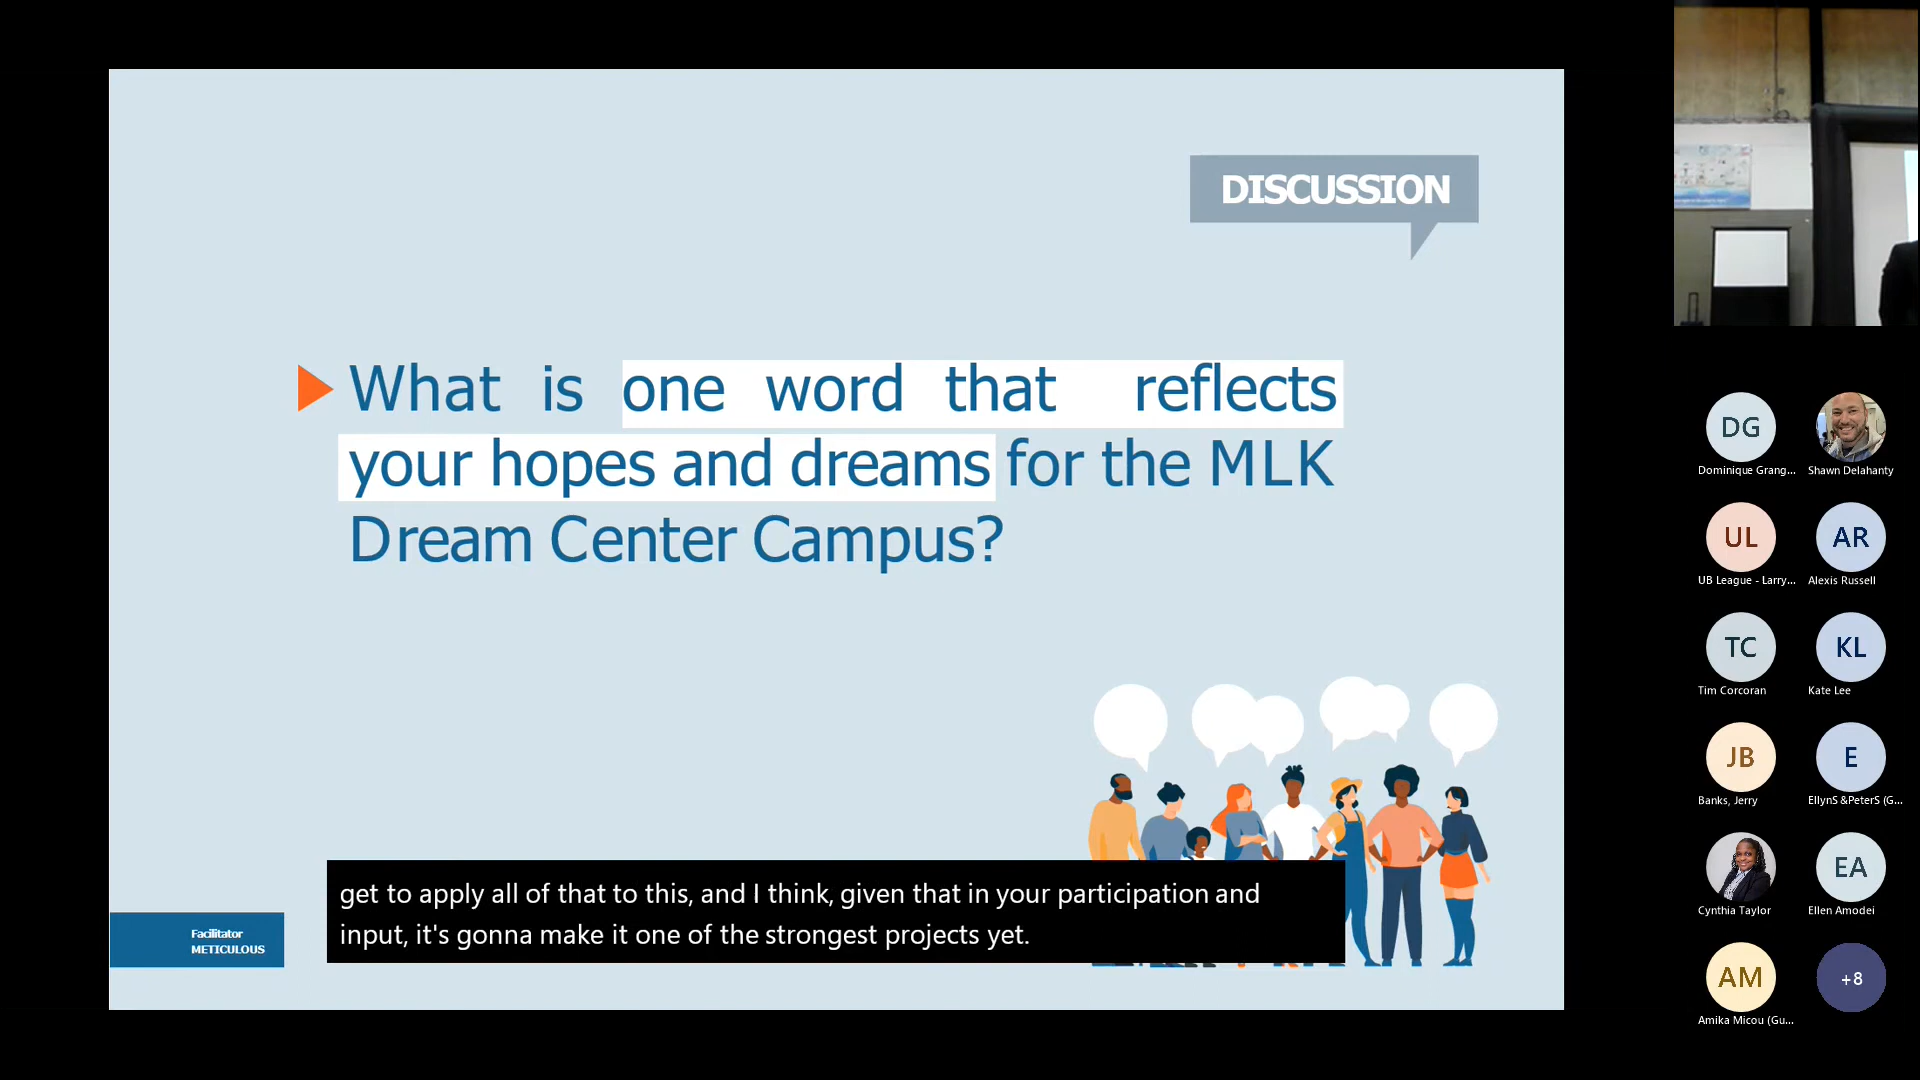 DISCUSSION
What is one word that reflects
your hopes and dreams for the MLK
Dream Center Campus?
Facilitator
METICULOUS
get to apply all of that to this, and I think, given that in your participation and
input, it's gonna make it one of the strongest projects yet.
DG
Dominique Grang...
Shawn Delahanty
UL
UB League - Larry...
AR
Alexis Russell
TC
Tim Corcoran
KL
Kate Lee
JB
Banks, Jerry
E
EllynS &PeterS (G...
Cynthia Taylor
EA
Ellen Amodei
AM
Amika Micou (Gu...
+8